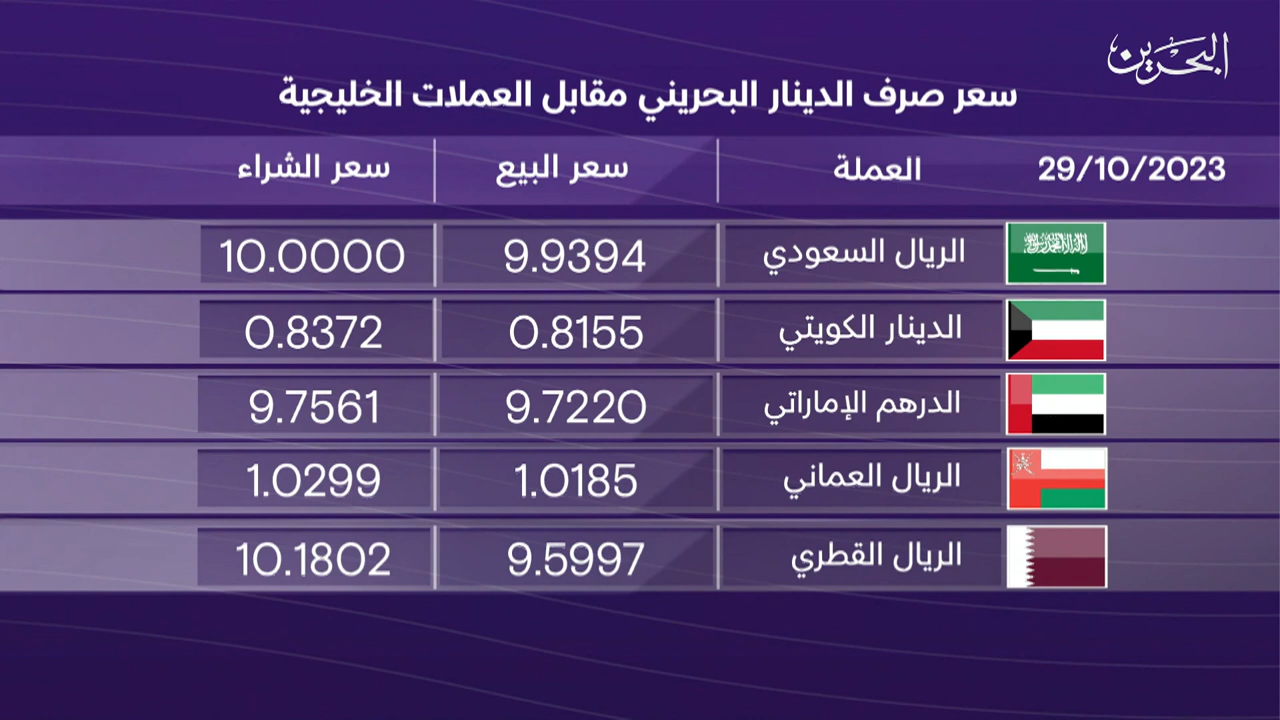 البحرين
سعر صرف الدينار البحريني مقابل العملات الخليجية
29/10/2023 العملة سعر البيع سعر الشراء
الريال السعودي 9.9394 10.0000
الدينار الكويتي 0.8155 0.8372
الدرهم الإماراتي 9.7220 9.7561
الريال العماني 1.0185 1.0299
الريال القطري 9.5997 10.1802